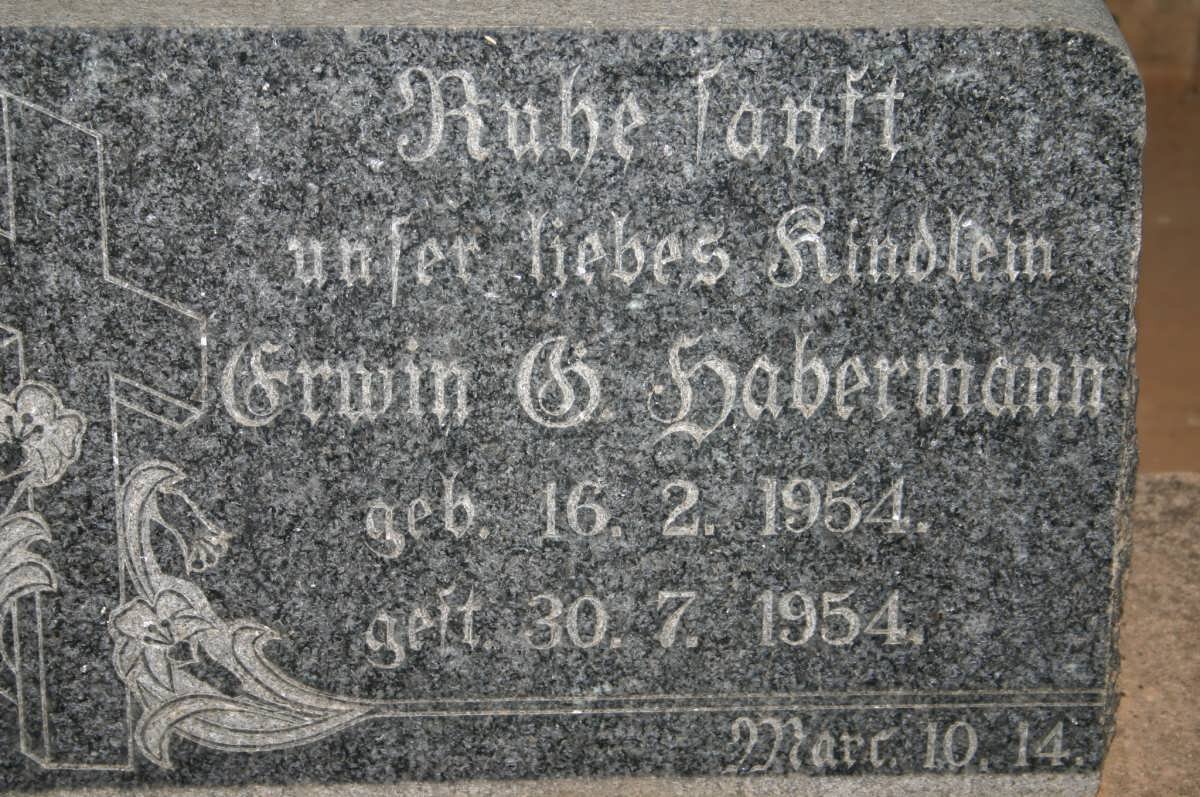 Ruhe sanft
unser liebes Kindlein
Erwin G. Habermann
geb. 16. 2. 1954.
gest. 30. 7. 1954.
Marc. 10. 14.